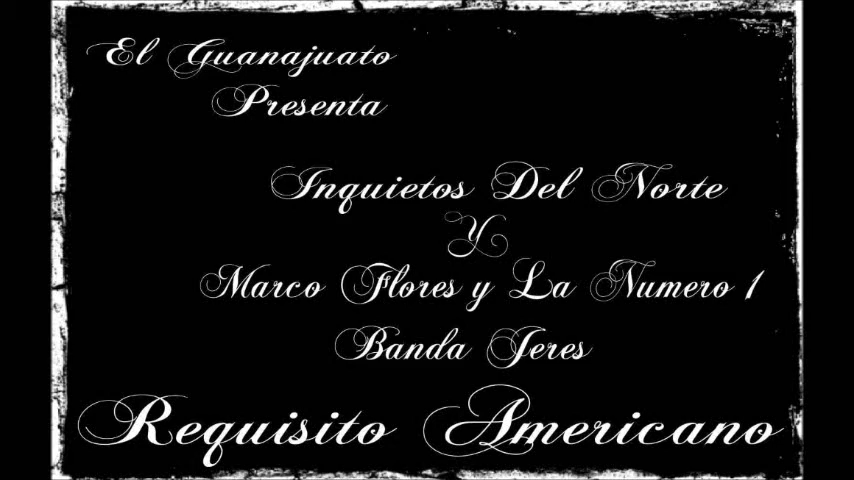 El Guanajuato
Presenta
Inquietos Del Norte
Y
Marco Flores y La Numero 1
Banda Jeres
Requisito Americano